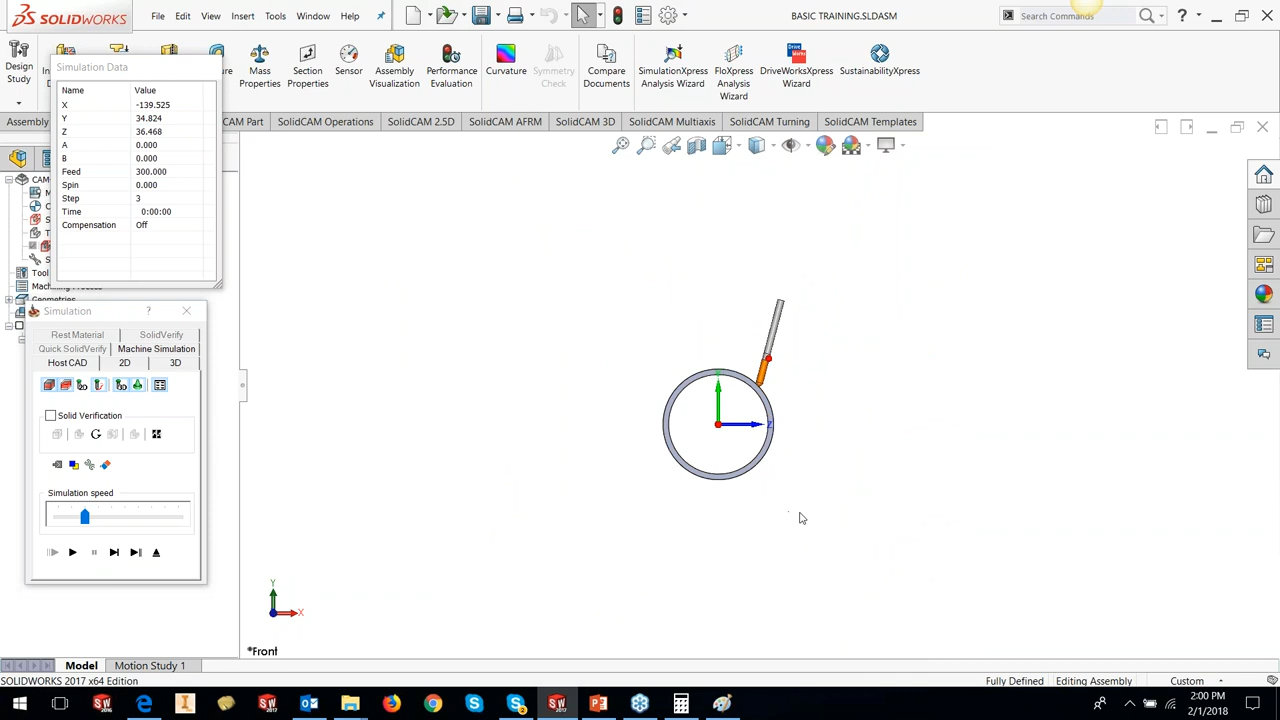 SOLIDWORKS File Edit View Insert Tools Window Help BASIC TRAINING.SLDASM Search Commands ?
Design Study
Mass Properties
Section Properties
Sensor
Assembly Visualization
Performance Evaluation
Curvature
Symmetry Check
Compare Documents
SimulationXpress Analysis Wizard
FloXpress Analysis Wizard
DriveWorksXpress Wizard
SustainabilityXpress
Assembly CAM Part SolidCAM Operations SolidCAM 2.5D SolidCAM AFRM SolidCAM 3D SolidCAM Multiaxis SolidCAM Turning SolidCAM Templates
Simulation Data
Name Value
X -139.525
Y 34.824
Z 36.468
A 0.000
B 0.000
Feed 300.000
Spin 0.000
Step 3
Time 0:00:00
Compensation Off
CAM
Tool
Machining Process
Geometries
Simulation ?
Rest Material SolidVerify
Quick SolidVerify Machine Simulation
Host CAD 2D 3D
Solid Verification
Simulation speed
Z
Y
X
*Front
Model Motion Study 1
SOLIDWORKS 2017 x64 Edition Fully Defined Editing Assembly Custom
2:00 PM
2/1/2018